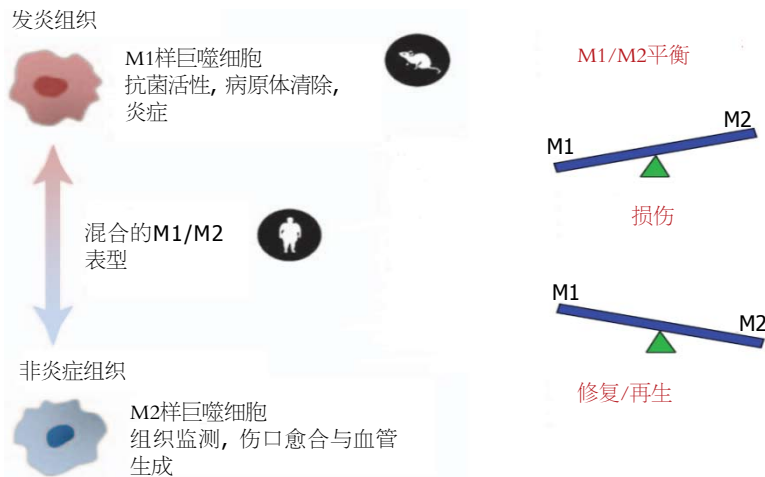 发炎组织
M1样巨噬细胞
抗菌活性, 病原体清除,
炎症
混合的M1/M2
表型
非炎症组织
M2样巨噬细胞
组织监测, 伤口愈合与血管
生成
M1/M2平衡
M2
M1
损伤
M1
M2
修复/再生